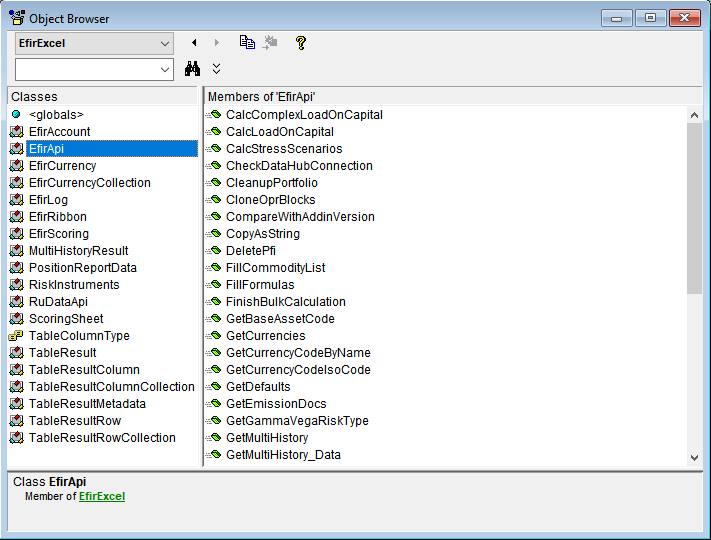 Object Browser
EfirExcel
Classes
<globals>
EfirAccount
EfirApi
EfirCurrency
EfirCurrencyCollection
EfirLog
EfirRibbon
EfirScoring
MultiHistoryResult
PositionReportData
RiskInstruments
RuDataApi
ScoringSheet
TableColumnType
TableResult
TableResultColumn
TableResultColumnCollection
TableResultMetadata
TableResultRow
TableResultRowCollection
Members of 'EfirApi'
CalcComplexLoadOnCapital
CalcLoadOnCapital
CalcStressScenarios
CheckDataHubConnection
CleanupPortfolio
CloneOprBlocks
CompareWithAddinVersion
CopyAsString
DeletePfi
FillCommodityList
FillFormulas
FinishBulkCalculation
GetBaseAssetCode
GetCurrencies
GetCurrencyCodeByName
GetCurrencyCodeIsoCode
GetDefaults
GetEmissionDocs
GetGammaVegaRiskType
GetMultiHistory
GetMultiHistory_Data
Class EfirApi
Member of EfirExcel